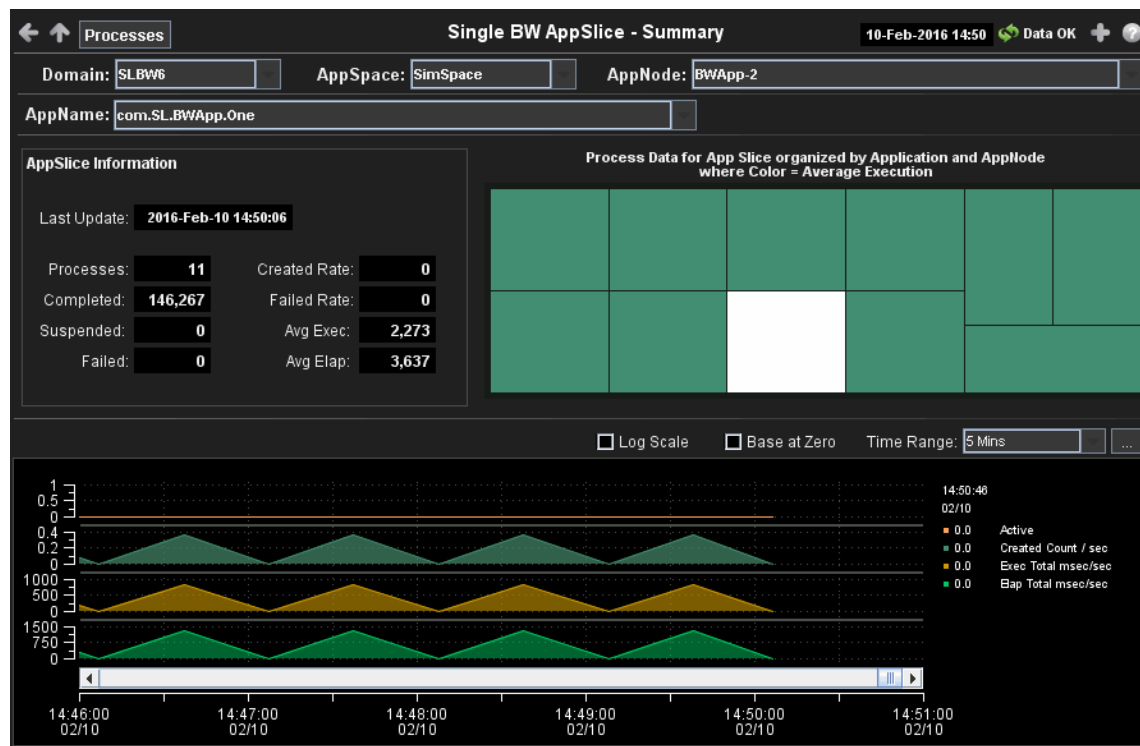 Processes
Single BW AppSlice - Summary
10-Feb-2016 14:50
Data OK
?
Domain: SLBW6
AppSpace: SimSpace
AppNode: BWApp-2
AppName: com.SL.BWApp.One
AppSlice Information
Last Update: 2016-Feb-10 14:50:06
Processes: 11
Created Rate: 0
Completed: 146,267
Failed Rate: 0
Suspended: 0
Avg Exec: 2,273
Failed: 0
Avg Elap: 3,637
Process Data for App Slice organized by Application and AppNode
where Color = Average Execution
Log Scale
Base at Zero
Time Range: 5 Mins
...
1
0.5
0
0.4
0.2
0
1000
500
0
1500
750
0
14:50:46
02/10
0.0 Active
0.0 Created Count / sec
0.0 Exec Total msec/sec
0.0 Elap Total msec/sec
14:46:00 14:47:00 14:48:00 14:49:00 14:50:00 14:51:00
02/10 02/10 02/10 02/10 02/10 02/10